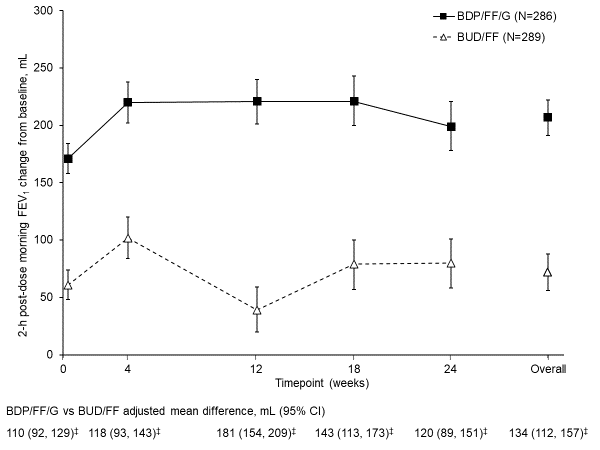 300
BDP/FF/G (N=286)
BUD/FF (N=289)
250
200
150
100
50
0
2-h post-dose morning FEV₁ change from baseline, mL
0 4 12 18 24 Overall
Timepoint (weeks)
BDP/FF/G vs BUD/FF adjusted mean difference, mL (95% CI)
110 (92, 129)‡ 118 (93, 143)‡ 181 (154, 209)‡ 143 (113, 173)‡ 120 (89, 151)‡ 134 (112, 157)‡